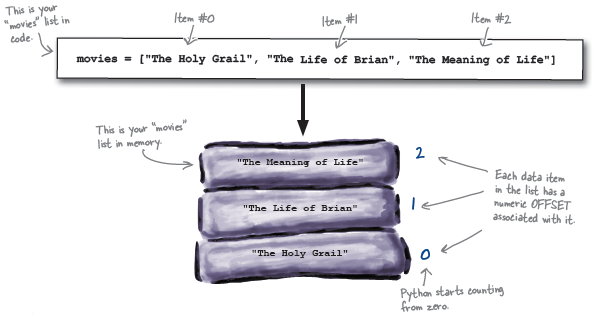 This is your
"movies" list in
code.
Item #0
Item #1
Item #2
movies = ["The Holy Grail", "The Life of Brian", "The Meaning of Life"]
This is your "movies"
list in memory.
"The Meaning of Life"
2
"The Life of Brian"
1
"The Holy Grail"
0
Each data item
in the list has a
numeric OFFSET
associated with it.
Python starts counting
from zero.